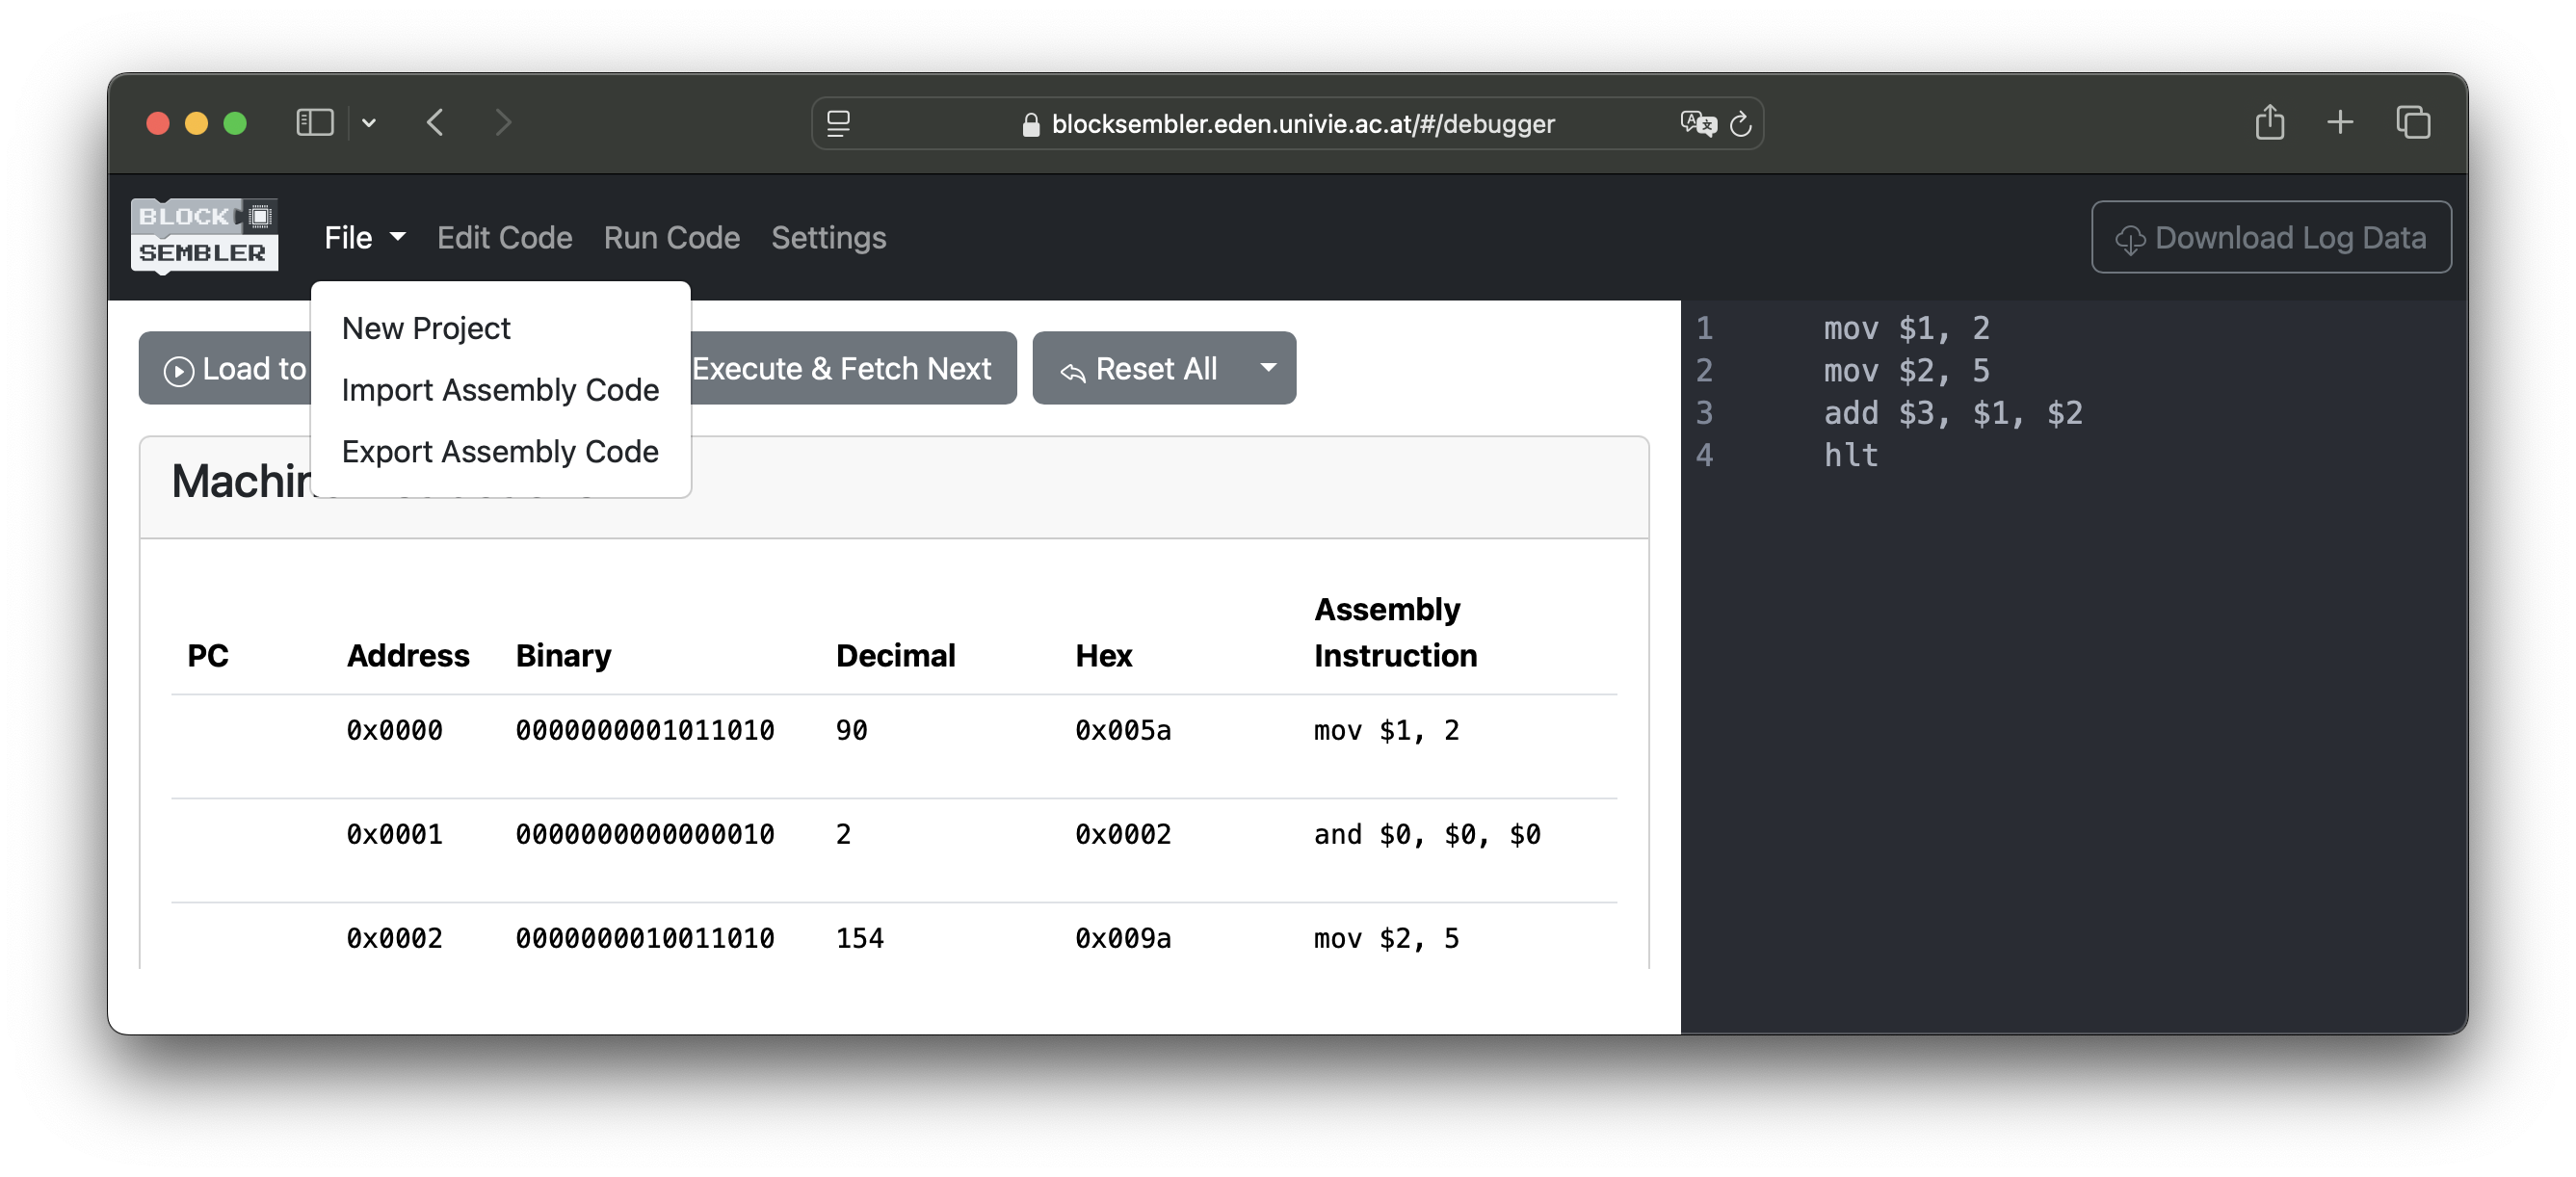 blocksembler.eden.univie.ac.at/#/debugger
BLOCK
SEMBLER
File Edit Code Run Code Settings Download Log Data
New Project
Import Assembly Code
Export Assembly Code
Load to Execute & Fetch Next Reset All
1 mov $1, 2
2 mov $2, 5
3 add $3, $1, $2
4 hlt
PC Address Binary Decimal Hex Assembly Instruction
0x0000 0000000001011010 90 0x005a mov $1, 2
0x0001 0000000000000010 2 0x0002 and $0, $0, $0
0x0002 0000000010011010 154 0x009a mov $2, 5